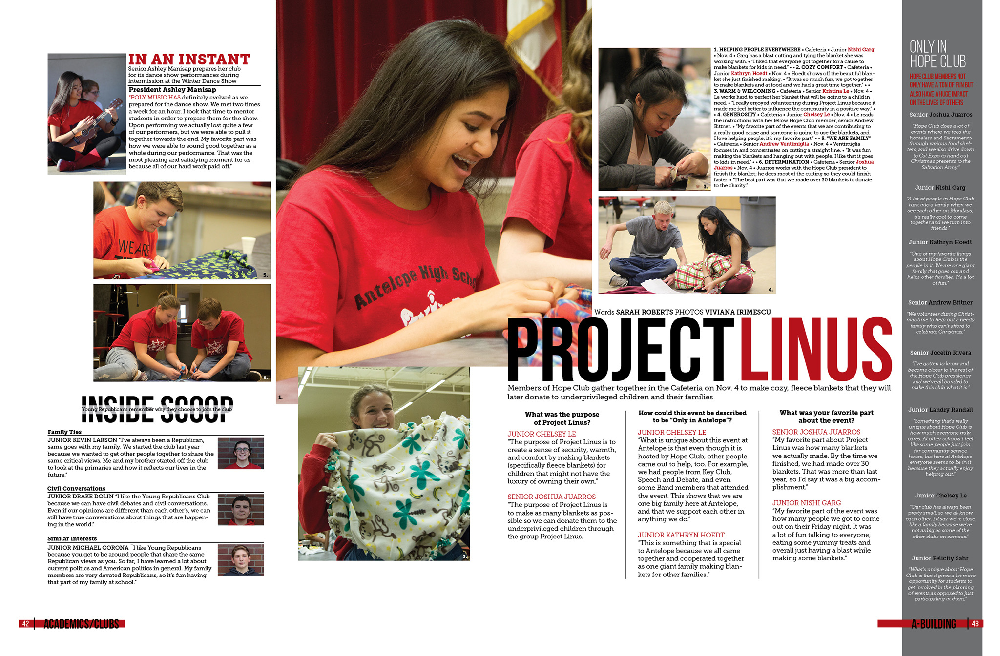 IN AN INSTANT
Senior Ashley Manisap prepares her club
for its dance show performances during
intermission at the Winter Dance Show
President Ashley Manisap
"POLY MUSIC HAS definitely evolved as we
prepared for the dance show. We met two times
a week for an hour. I took that time to mentor
students in order to prepare them for the show.
Upon performing we actually lost quite a few
of our performers, but we were able to pull it
together towards the end. My favorite part was
how we were able to sound good together as a
whole during our performance. That was the
most pleasing and satisfying moment for us
because all of our hard work paid off."
WE ARE
5.
6.
INSIDE SCOOP
Young Republicans remember why they choose to join the club
Family Ties
JUNIOR KEVIN LARSON "I've always been a Republican,
same goes with my family. We started the club last year
because we wanted to get other people together to share the
same critical views. Me and my brother started off the club
to look at the primaries and how it reflects our lives in the
future."
Civil Conversations
JUNIOR DRAKE DOLIN "I like the Young Republicans Club
because we can have civil debates and civil conversations.
Even if our opinions are different than each other's, we can
still have true conversations about things that are happen-
ing in the world."
Similar Interests
JUNIOR MICHAEL CORONA ¨I like Young Republicans
because you get to be around people that share the same
Republican views as you. So far, I have learned a lot about
current politics and American politics in general. My family
members are very devoted Republicans, so it's fun having
that part of my family at school."
42 | ACADEMICS/CLUBS
Antelope High Scho
1.
3.
3.
4.
1. HELPING PEOPLE EVERYWHERE • Cafeteria • Junior Nishi Garg
• Nov. 4 • Garg has a blast cutting and tying the blanket she was
working with. • "I liked that everyone got together for a cause to
make blankets for kids in need." • • 2. COZY COMFORT • Cafeteria •
Junior Kathryn Hoedt • Nov. 4 • Hoedt shows off the beautiful blan-
ket she just finished making. • "It was so much fun, we got together
to make blankets and at food and we had a great time together." • •
3. WARM & WELCOMING • Cafeteria • Senior Kristina Le • Nov. 4 •
Le works hard to perfect her blanket that will be going to a child in
need. • "I really enjoyed volunteering during Project Linus because it
made me feel better to influence the community in a positive way." •
• 4. GENEROSITY • Cafeteria • Junior Chelsey Le • Nov. 4 • Le reads
the instructions with her fellow Hope Club member, senior Andrew
Bittner. • "My favorite part of the events that we are contributing to
a really good cause and someone is going to use the blankets, and
I love helping people, it's my favorite part." • • 5. "WE ARE FAMILY"
• Cafeteria • Senior Andrew Ventimiglia • Nov. 4 • Ventimiglia
focuses in and concentrates on cutting a straight line. • "It was fun
making the blankets and hanging out with people. I like that it goes
to kids in need." • • 6. DETERMINATION • Cafeteria • Senior Joshua
Juarros • Nov. 4 • Juarros works with the Hope Club president to
finish the blanket; he does most of the cutting so they could finish
faster. • "The best part was that we made over 30 blankets to donate
to the charity."
Words SARAH ROBERTS PHOTOS VIVIANA IRIMESCU
PROJECT LINUS
Members of Hope Club gather together in the Cafeteria on Nov. 4 to make cozy, fleece blankets that they will
later donate to underprivileged children and their families
What was the purpose
of Project Linus?
JUNIOR CHELSEY LE
"The purpose of Project Linus is to
create a sense of security, warmth,
and comfort by making blankets
(specifically fleece blankets) for
children that might not have the
luxury of owning their own."
SENIOR JOSHUA JUARROS
"The purpose of Project Linus is
to make as many blankets as pos-
sible so we can donate them to the
underprivileged children through
the group Project Linus.
How could this event be described
to be "Only in Antelope"?
JUNIOR CHELSEY LE
"What is unique about this event at
Antelope is that even though it is
hosted by Hope Club, other people
came out to help, too. For example,
we had people from Key Club,
Speech and Debate, and even
some Band members that attended
the event. This shows that we are
one big family here at Antelope,
and that we support each other in
anything we do."
JUNIOR KATHRYN HOEDT
"This is something that is special
to Antelope because we all came
together and cooperated together
as one giant family making blan-
kets for other families."
What was your favorite part
about the event?
SENIOR JOSHUA JUARROS
"My favorite part about Project
Linus was how many blankets
we actually made. By the time we
finished, we had made over 30
blankets. That was more than last
year, so I'd say it was a big accom-
plishment."
JUNIOR NISHI GARG
"My favorite part of the event was
how many people we got to come
out on their Friday night. It was
a lot of fun talking to everyone,
eating some yummy treats and
overall just having a blast while
making some blankets."
ONLY IN
HOPE CLUB
HOPE CLUB MEMBERS NOT
ONLY HAVE A TON OF FUN BUT
ALSO HAVE A HUGE IMPACT
ON THE LIVES OF OTHERS
Senior Joshua Juarros
"Hope Club does a lot of
events where we feed the
homeless and Sacramento
through various food shel-
ters, and we also drive down
to Cal Expo to hand out
Christmas presents to the
Salvation Army."
Junior Nishi Garg
"A lot of people in Hope Club
turn into a family when we
see each other on Mondays;
it's really cool to come
together and we turn into
friends."
Junior Kathryn Hoedt
"One of my favorite things
about Hope Club is the
people in it. We are one giant
family that goes out and
helps other families. It's a lot
of fun."
Senior Andrew Bittner
"We volunteer during Christ-
mas time to help out a needy
family who can't afford to
celebrate Christmas."
Senior Jocelin Rivera
"I've gotten to know and
become closer to the rest of
the Hope Club presidency
and we've all bonded to
make this club what it is."
Junior Landry Randall
"Something that's really
unique about Hope Club is
how much everyone truly
cares. At other schools I feel
like some people just join
for community service
hours, but here at Antelope
everyone seems to be in it
because they actually enjoy
helping out."
Junior Chelsey Le
"Our club has always been
pretty small, so we all know
each other. I'd say we're close
like a family because we're
not as big as some of the
other clubs on campus."
Junior Felicity Sahr
"What's unique about Hope
Club is that it gives a lot more
opportunity for students to
get involved in the planning
of events as opposed to just
participating in them."
A-BUILDING | 43